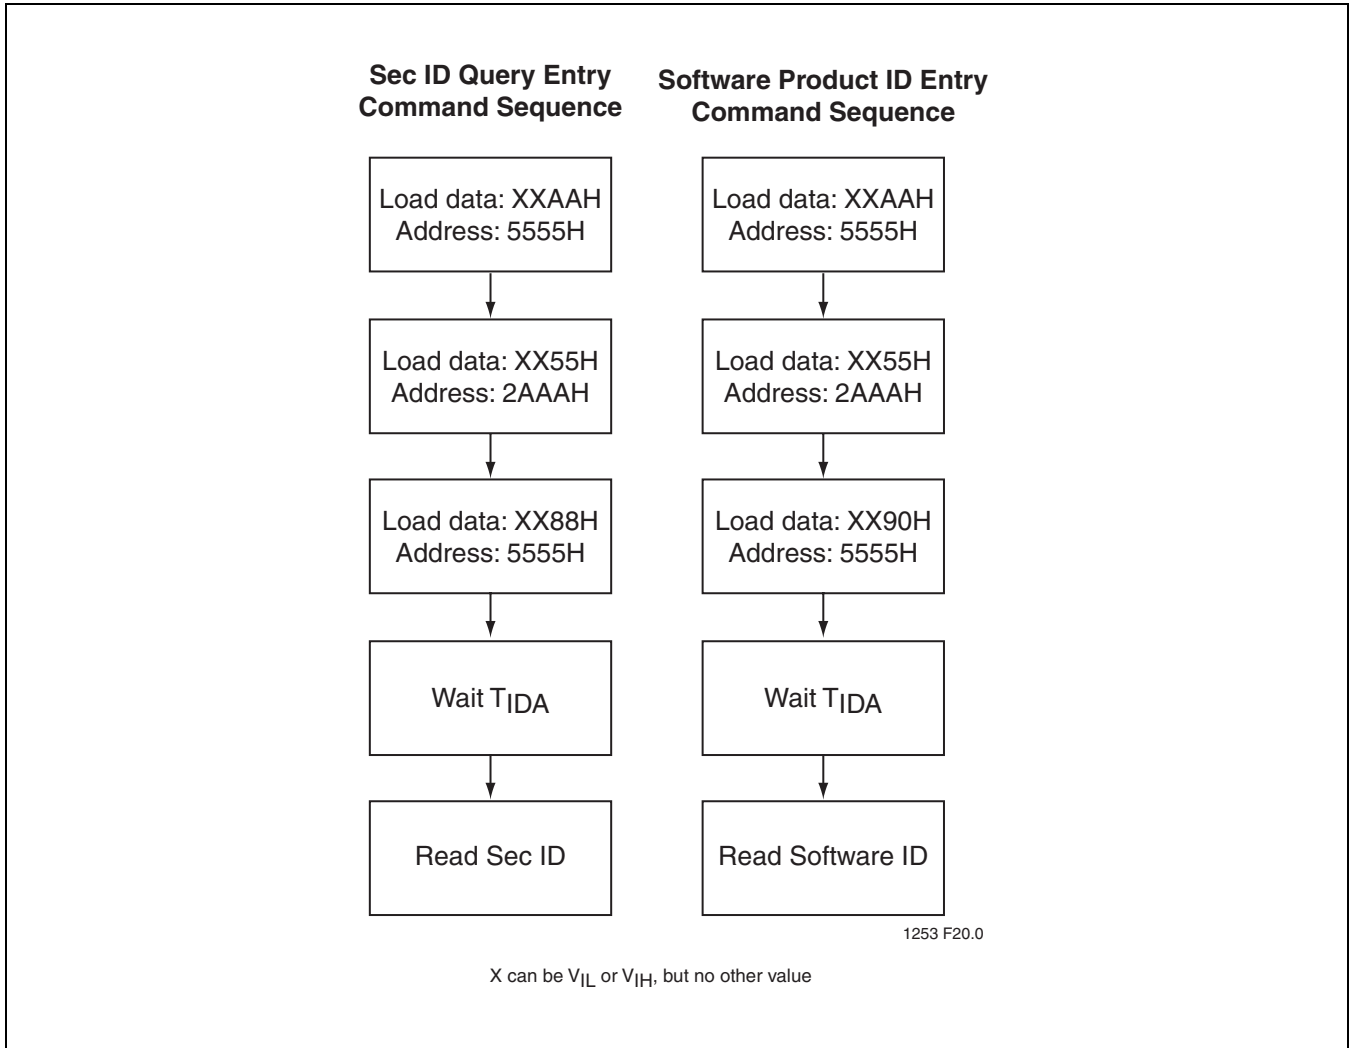 Sec ID Query Entry
Command Sequence
Load data: XXAAH
Address: 5555H
Load data: XX55H
Address: 2AAAH
Load data: XX88H
Address: 5555H
Wait TIDA
Read Sec ID
Software Product ID Entry
Command Sequence
Load data: XXAAH
Address: 5555H
Load data: XX55H
Address: 2AAAH
Load data: XX90H
Address: 5555H
Wait TIDA
Read Software ID
1253 F20.0
X can be VIL or VIH, but no other value